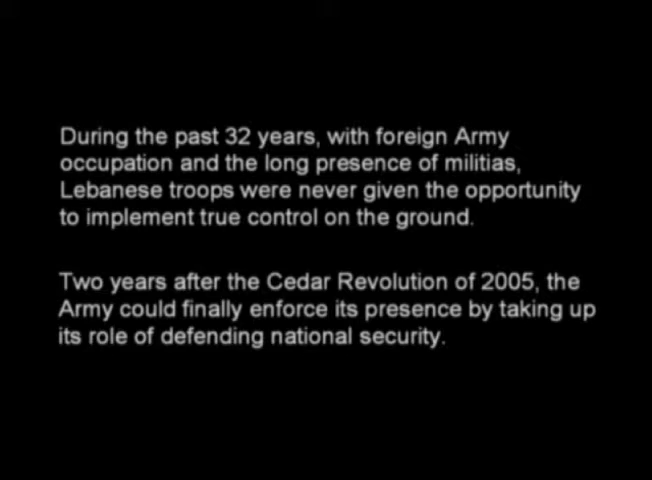 During the past 32 years, with foreign Army
occupation and the long presence of militias,
Lebanese troops were never given the opportunity
to implement true control on the ground.
Two years after the Cedar Revolution of 2005, the
Army could finally enforce its presence by taking up
its role of defending national security.